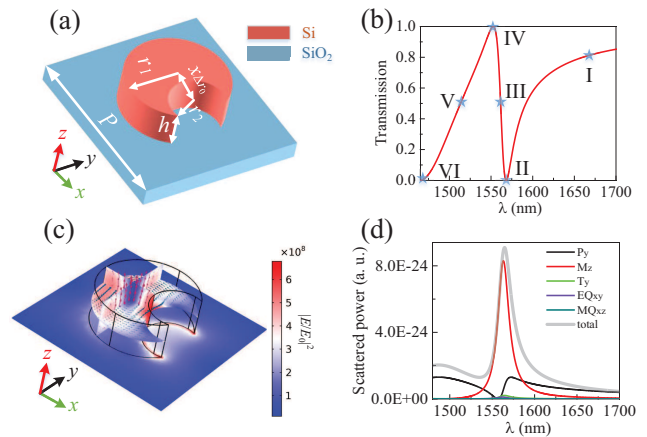 (a)
Si
SiO2
r1
xΔr0
r2
h
P
z
y
x
(b)
Transmission
1.0
0.8
0.6
0.4
0.2
0.0
IV
I
III
V
VI
II
1500 1550 1600 1650 1700
λ (nm)
(c)
×10⁸
6
5
4
3
2
1
|E/E0|²
z
y
x
(d)
Scattered power (a. u.)
8.0E-24
4.0E-24
0.0E+00
Py
Mz
Ty
EQxy
MQxz
total
1500 1550 1600 1650 1700
λ (nm)